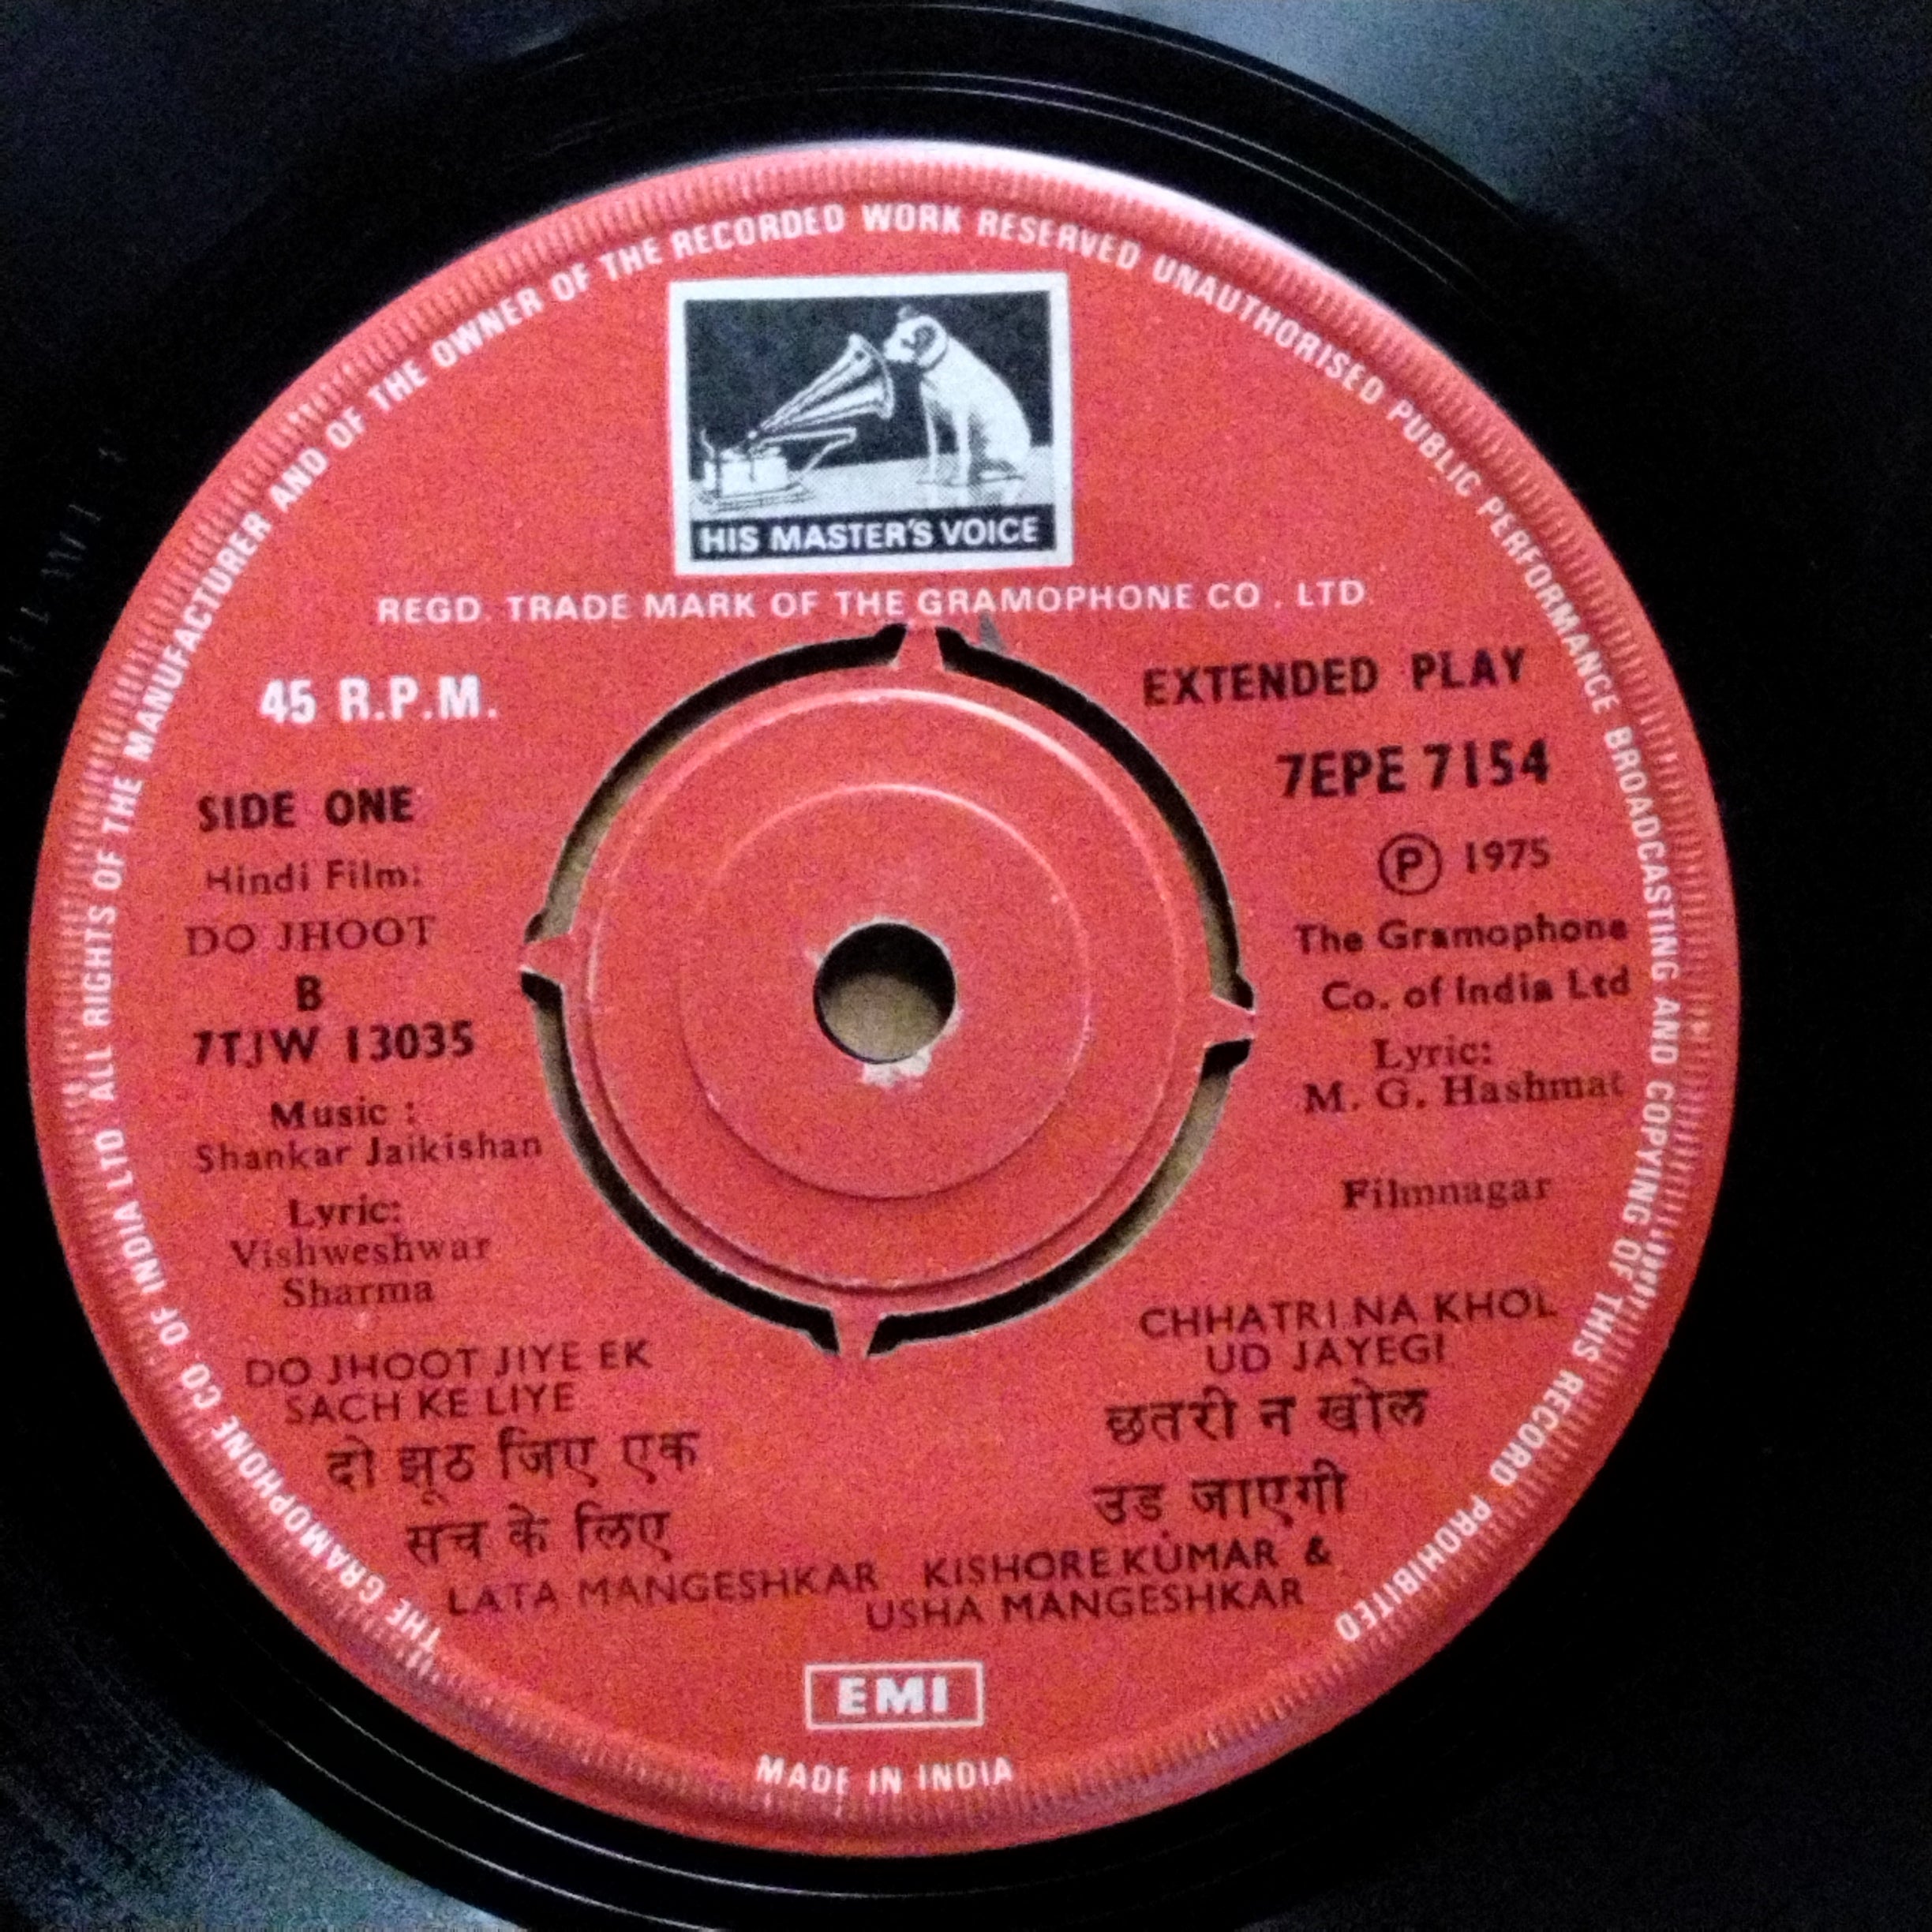 THE GRAMOPHONE CO OF INDIA LTD ALL RIGHTS OF THE MANUFACTURER AND OF THE OWNER OF THE RECORDED WORK RESERVED UNAUTHORISED PUBLIC PERFORMANCE BROADCASTING AND COPYING OF THIS RECORD PROHIBITED
HIS MASTER'S VOICE
REGD. TRADE MARK OF THE GRAMOPHONE CO. LTD.
45 R.P.M.
SIDE ONE
Hindi Film:
DO JHOOT
B
7TJW 13035
Music :
Shankar Jaikishan
Lyric:
Vishweshwar
Sharma
DO JHOOT JIYE EK
SACH KE LIYE
दो झूठ जिए एक
सच के लिए
LATA MANGESHKAR
EXTENDED PLAY
7EPE 7154
Ⓟ 1975
The Gramophone
Co. of India Ltd
Lyric:
M. G. Hashmat
Filmnagar
CHHATRI NA KHOL
UD JAYEGI
छतरी न खोल
उड जाएगी
KISHORE KUMAR &
USHA MANGESHKAR
EMI
MADE IN INDIA